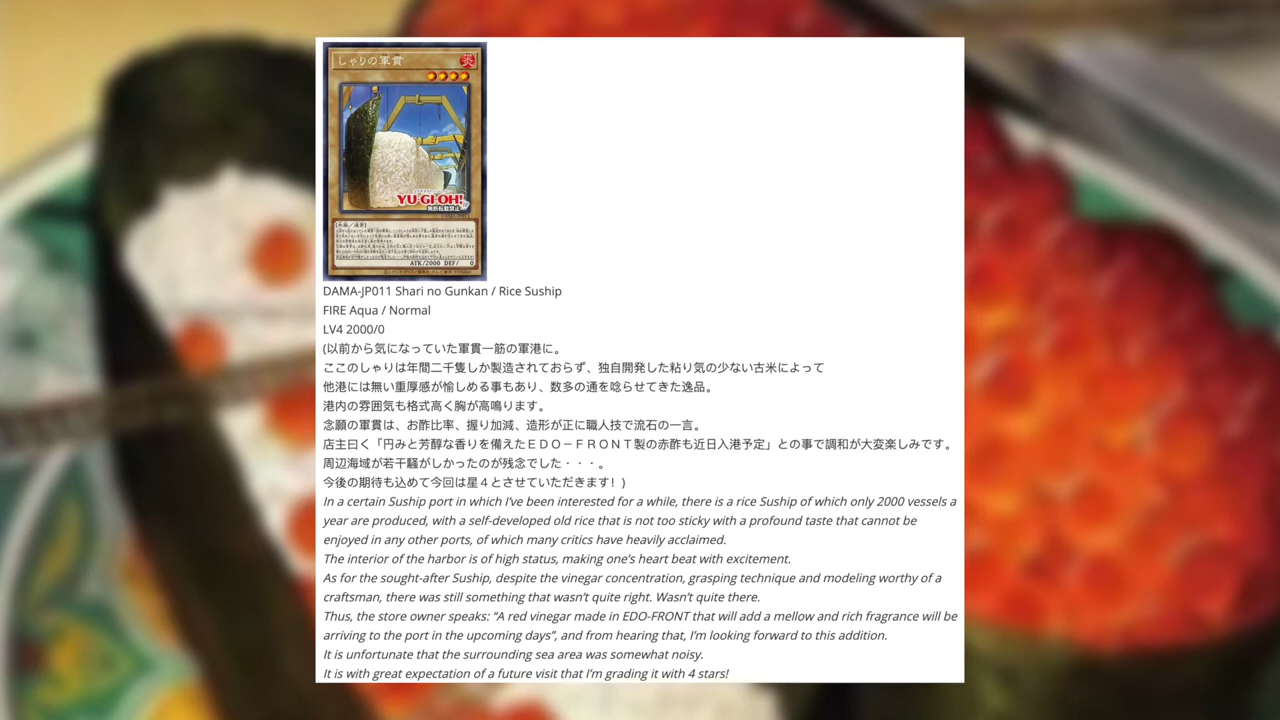 しゃりの軍貫
炎
YU-GI-OH!
無断転載禁止
DAMA-JP011
ATK/2000 DEF/ 0
DAMA-JP011 Shari no Gunkan / Rice Suship
FIRE Aqua / Normal
LV4 2000/0
(以前から気になっていた軍貫一筋の軍港に。
ここのしゃりは年間二千隻しか製造されておらず、独自開発した粘り気の少ない古米によって
他港には無い重厚感が愉しめる事もあり、数多の通を唸らせてきた逸品。
港内の雰囲気も格式高く胸が高鳴ります。
念願の軍貫は、お酢比率、握り加減、造形が正に職人技で流石の一言。
店主曰く「円みと芳醇な香りを備えたＥＤＯ－ＦＲＯＮＴ製の赤酢も近日入港予定」との事で調和が大変楽しみです。
周辺海域が若干騒がしかったのが残念でした・・・。
今後の期待も込めて今回は星４とさせていただきます！)
In a certain Suship port in which I've been interested for a while, there is a rice Suship of which only 2000 vessels a
year are produced, with a self-developed old rice that is not too sticky with a profound taste that cannot be
enjoyed in any other ports, of which many critics have heavily acclaimed.
The interior of the harbor is of high status, making one's heart beat with excitement.
As for the sought-after Suship, despite the vinegar concentration, grasping technique and modeling worthy of a
craftsman, there was still something that wasn't quite right. Wasn't quite there.
Thus, the store owner speaks: “A red vinegar made in EDO-FRONT that will add a mellow and rich fragrance will be
arriving to the port in the upcoming days”, and from hearing that, I'm looking forward to this addition.
It is unfortunate that the surrounding sea area was somewhat noisy.
It is with great expectation of a future visit that I'm grading it with 4 stars!